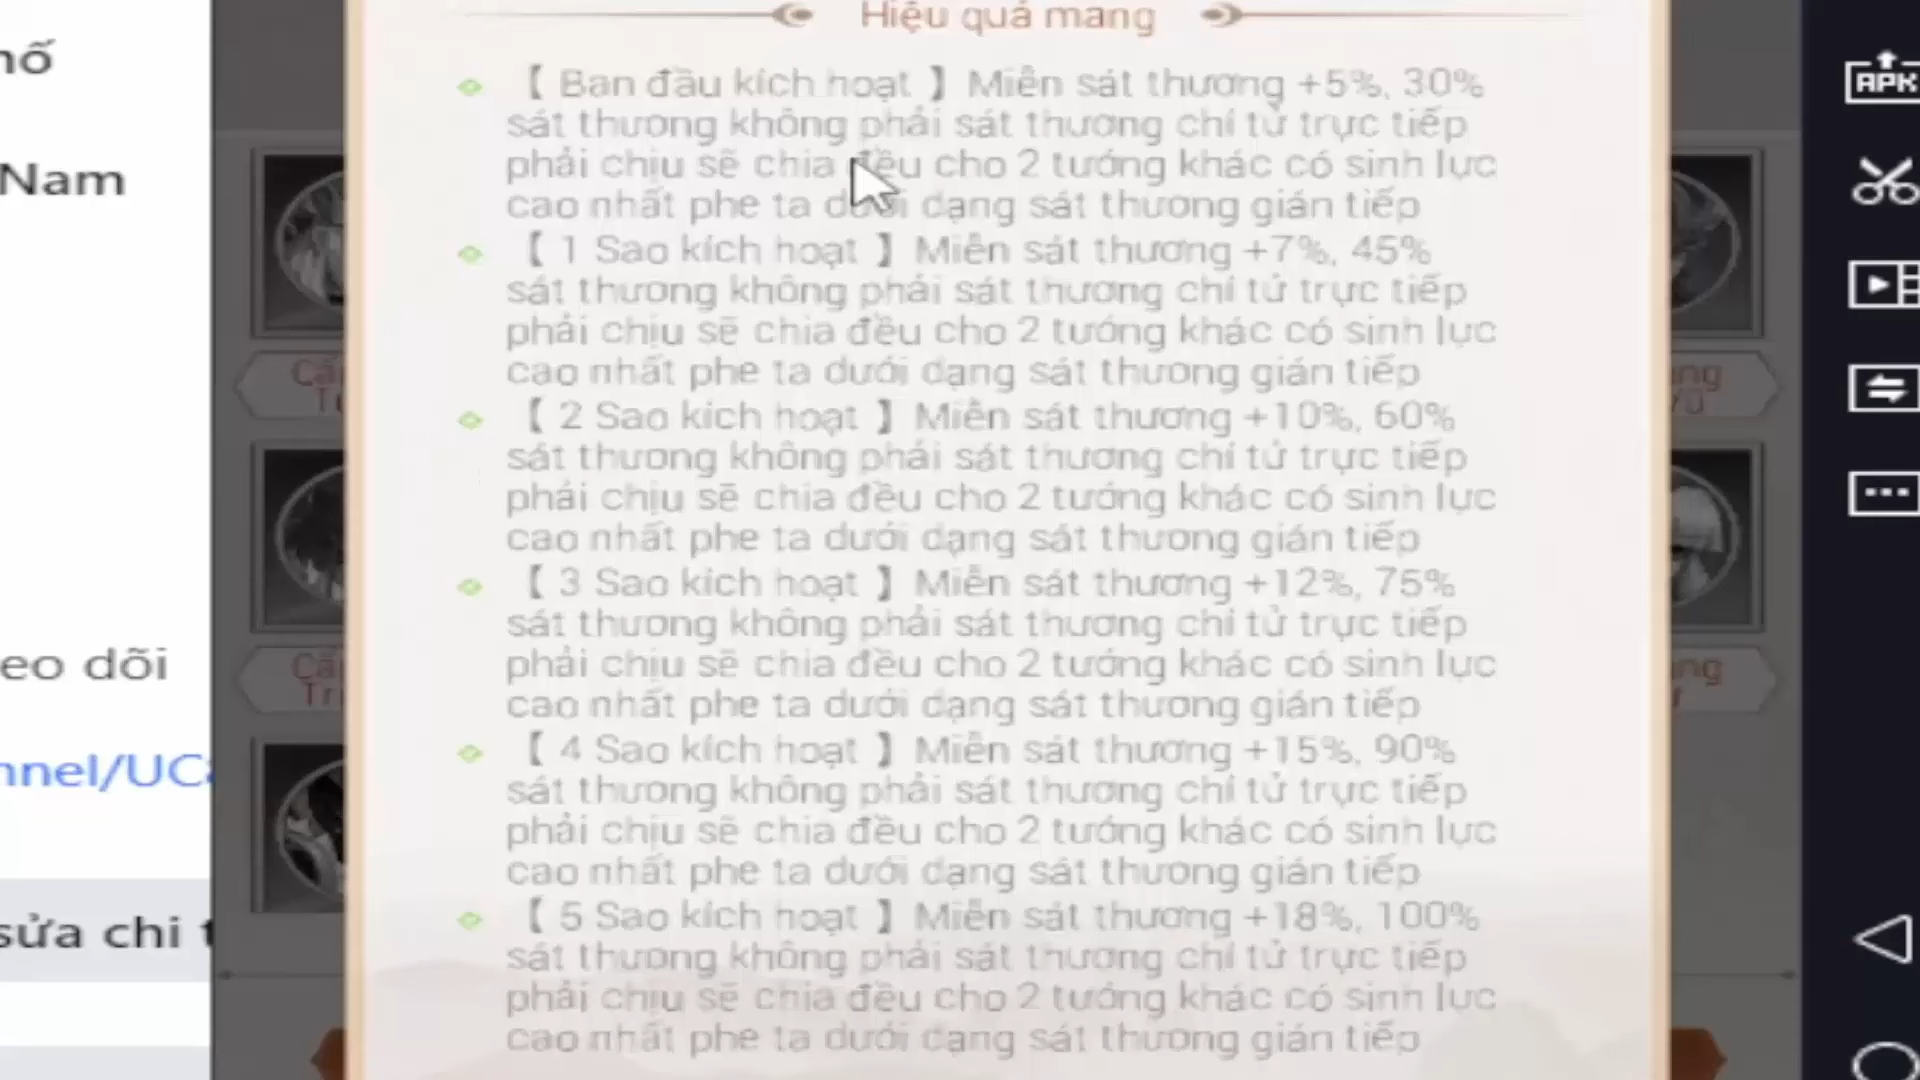 Hiệu quả mang
【 Ban đầu kích hoạt 】 Miễn sát thương +5%, 30%
sát thương không phải sát thương chí tử trực tiếp
phải chịu sẽ chia đều cho 2 tướng khác có sinh lực
cao nhất phe ta dưới dạng sát thương gián tiếp
【 1 Sao kích hoạt 】 Miễn sát thương +7%, 45%
sát thương không phải sát thương chí tử trực tiếp
phải chịu sẽ chia đều cho 2 tướng khác có sinh lực
cao nhất phe ta dưới dạng sát thương gián tiếp
【 2 Sao kích hoạt 】 Miễn sát thương +10%, 60%
sát thương không phải sát thương chí tử trực tiếp
phải chịu sẽ chia đều cho 2 tướng khác có sinh lực
cao nhất phe ta dưới dạng sát thương gián tiếp
【 3 Sao kích hoạt 】 Miễn sát thương +12%, 75%
sát thương không phải sát thương chí tử trực tiếp
phải chịu sẽ chia đều cho 2 tướng khác có sinh lực
cao nhất phe ta dưới dạng sát thương gián tiếp
【 4 Sao kích hoạt 】 Miễn sát thương +15%, 90%
sát thương không phải sát thương chí tử trực tiếp
phải chịu sẽ chia đều cho 2 tướng khác có sinh lực
cao nhất phe ta dưới dạng sát thương gián tiếp
【 5 Sao kích hoạt 】 Miễn sát thương +18%, 100%
sát thương không phải sát thương chí tử trực tiếp
phải chịu sẽ chia đều cho 2 tướng khác có sinh lực
cao nhất phe ta dưới dạng sát thương gián tiếp
Nam
eo dõi
nnel/UC
sửa chi
APK